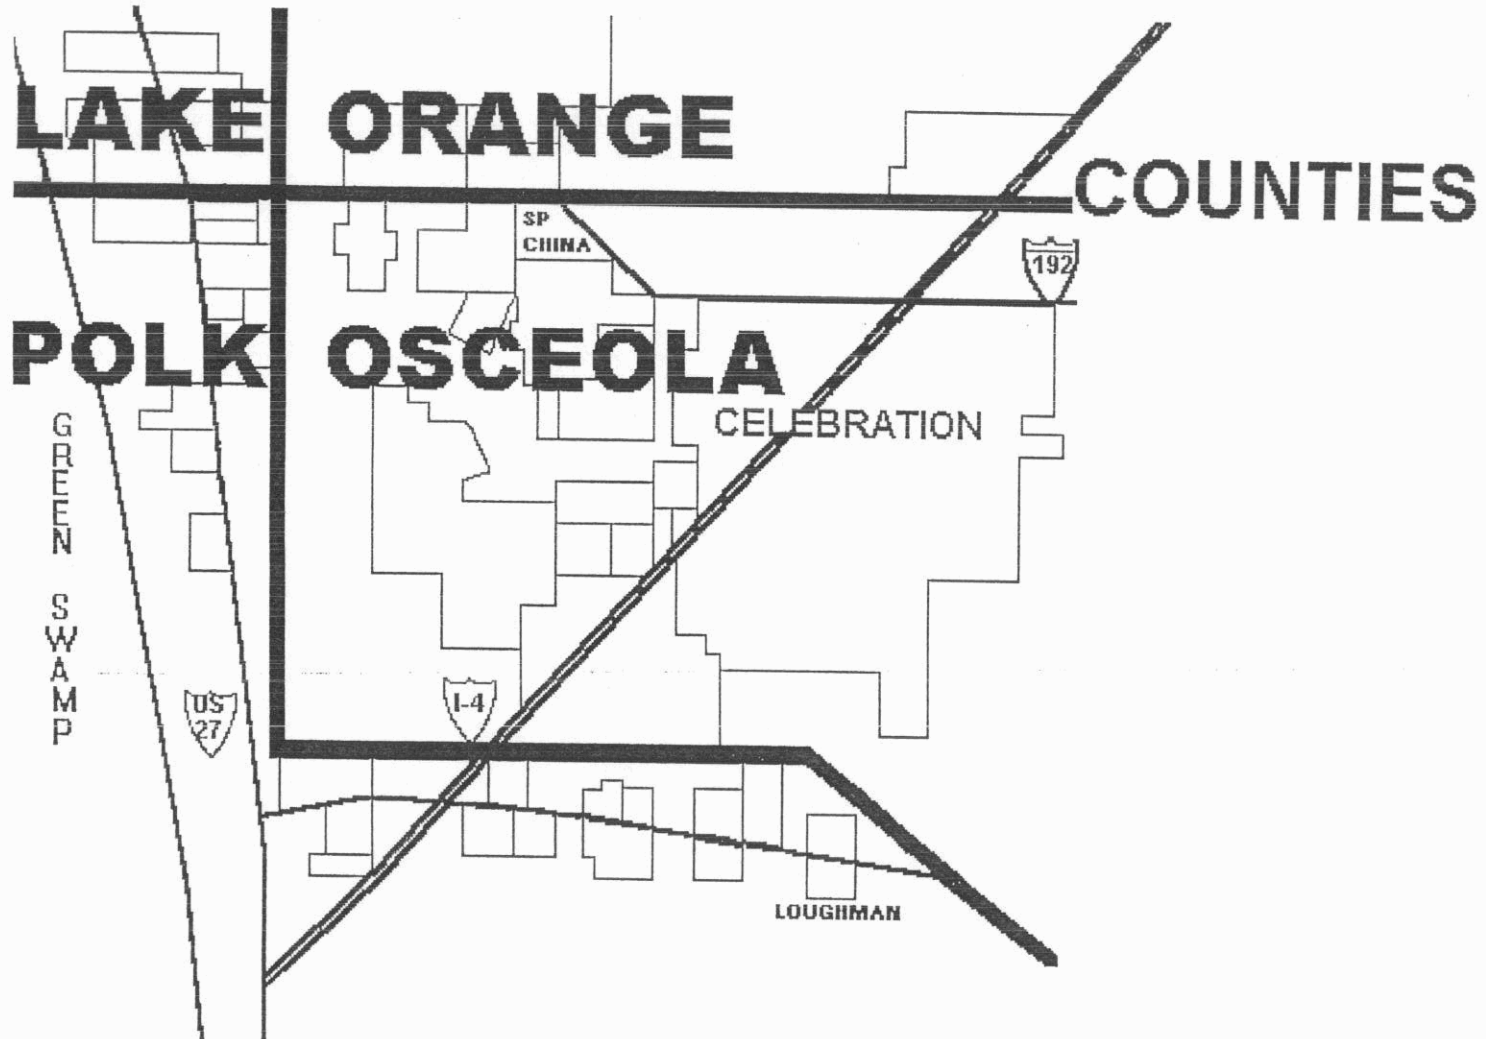 LAKE ORANGE
COUNTIES
SP
CHINA
192
POLK OSCEOLA
CELEBRATION
GREEN SWAMP
US
27
I-4
LOUGHMAN